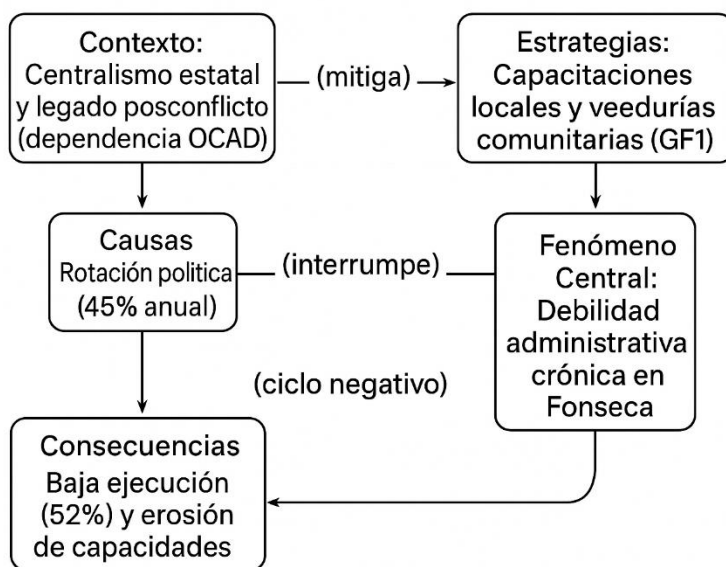 Contexto:
Centralismo estatal
y legado posconflicto
(dependencia OCAD)
(mitiga)
Estrategias:
Capacitaciones
locales y veedurías
comunitarias (GF1)
Causas
Rotación politica
(45% anual)
(interrumpe)
Fenómeno
Central:
Debilidad
administrativa
crónica en
Fonseca
(ciclo negativo)
Consecuencias
Baja ejecución
(52%) y erosión
de capacidades